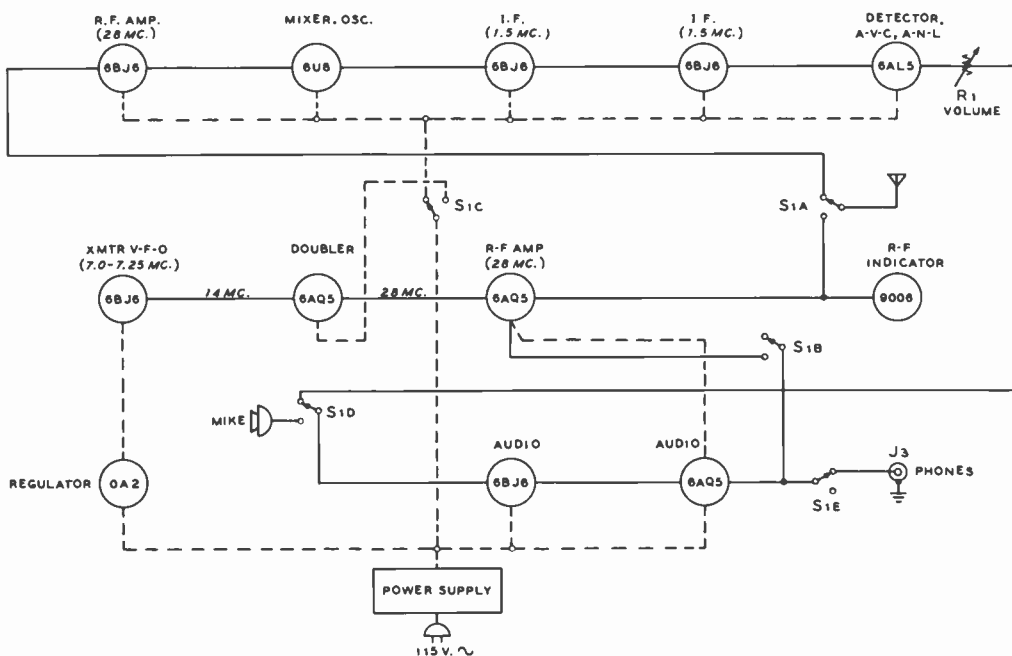 R.F. AMP.
(28 MC.)
MIXER, OSC.
I.F.
(1.5 MC.)
I.F.
(1.5 MC.)
DETECTOR,
A-V-C, A-N-L
6BJ6
6U8
6BJ6
6BJ6
6AL5
R1
VOLUME
S1C
S1A
XMTR V-F-O
(7.0-7.25 MC.)
DOUBLER
R-F AMP
(28 MC.)
R-F
INDICATOR
6BJ6
14 MC.
6AQ5
28 MC.
6AQ5
9006
S1B
MIKE
S1D
REGULATOR
0A2
AUDIO
6BJ6
AUDIO
6AQ5
S1E
J3
PHONES
POWER SUPPLY
115 V. ~